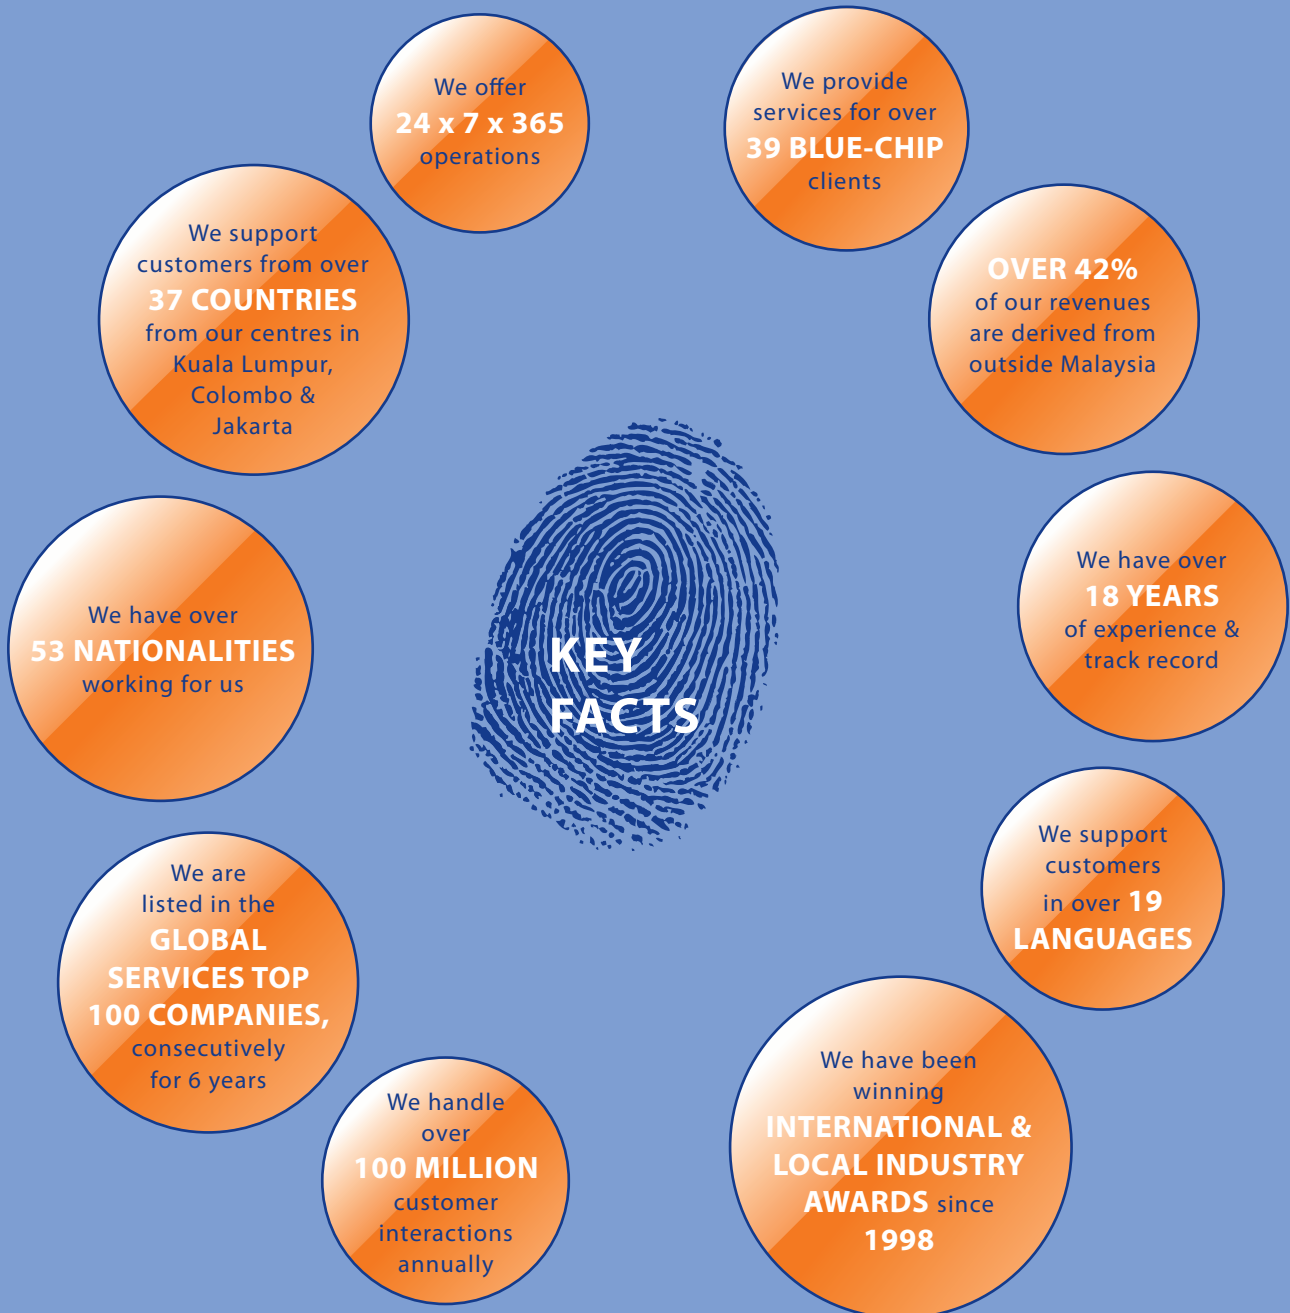 We offer
24 x 7 x 365
operations
We provide
services for over
39 BLUE-CHIP
clients
OVER 42%
of our revenues
are derived from
outside Malaysia
We have over
18 YEARS
of experience &
track record
We support
customers
in over 19
LANGUAGES
We have been
winning
INTERNATIONAL &
LOCAL INDUSTRY
AWARDS since
1998
We handle
over
100 MILLION
customer
interactions
annually
We are
listed in the
GLOBAL
SERVICES TOP
100 COMPANIES,
consecutively
for 6 years
We have over
53 NATIONALITIES
working for us
We support
customers from over
37 COUNTRIES
from our centres in
Kuala Lumpur,
Colombo &
Jakarta
KEY
FACTS